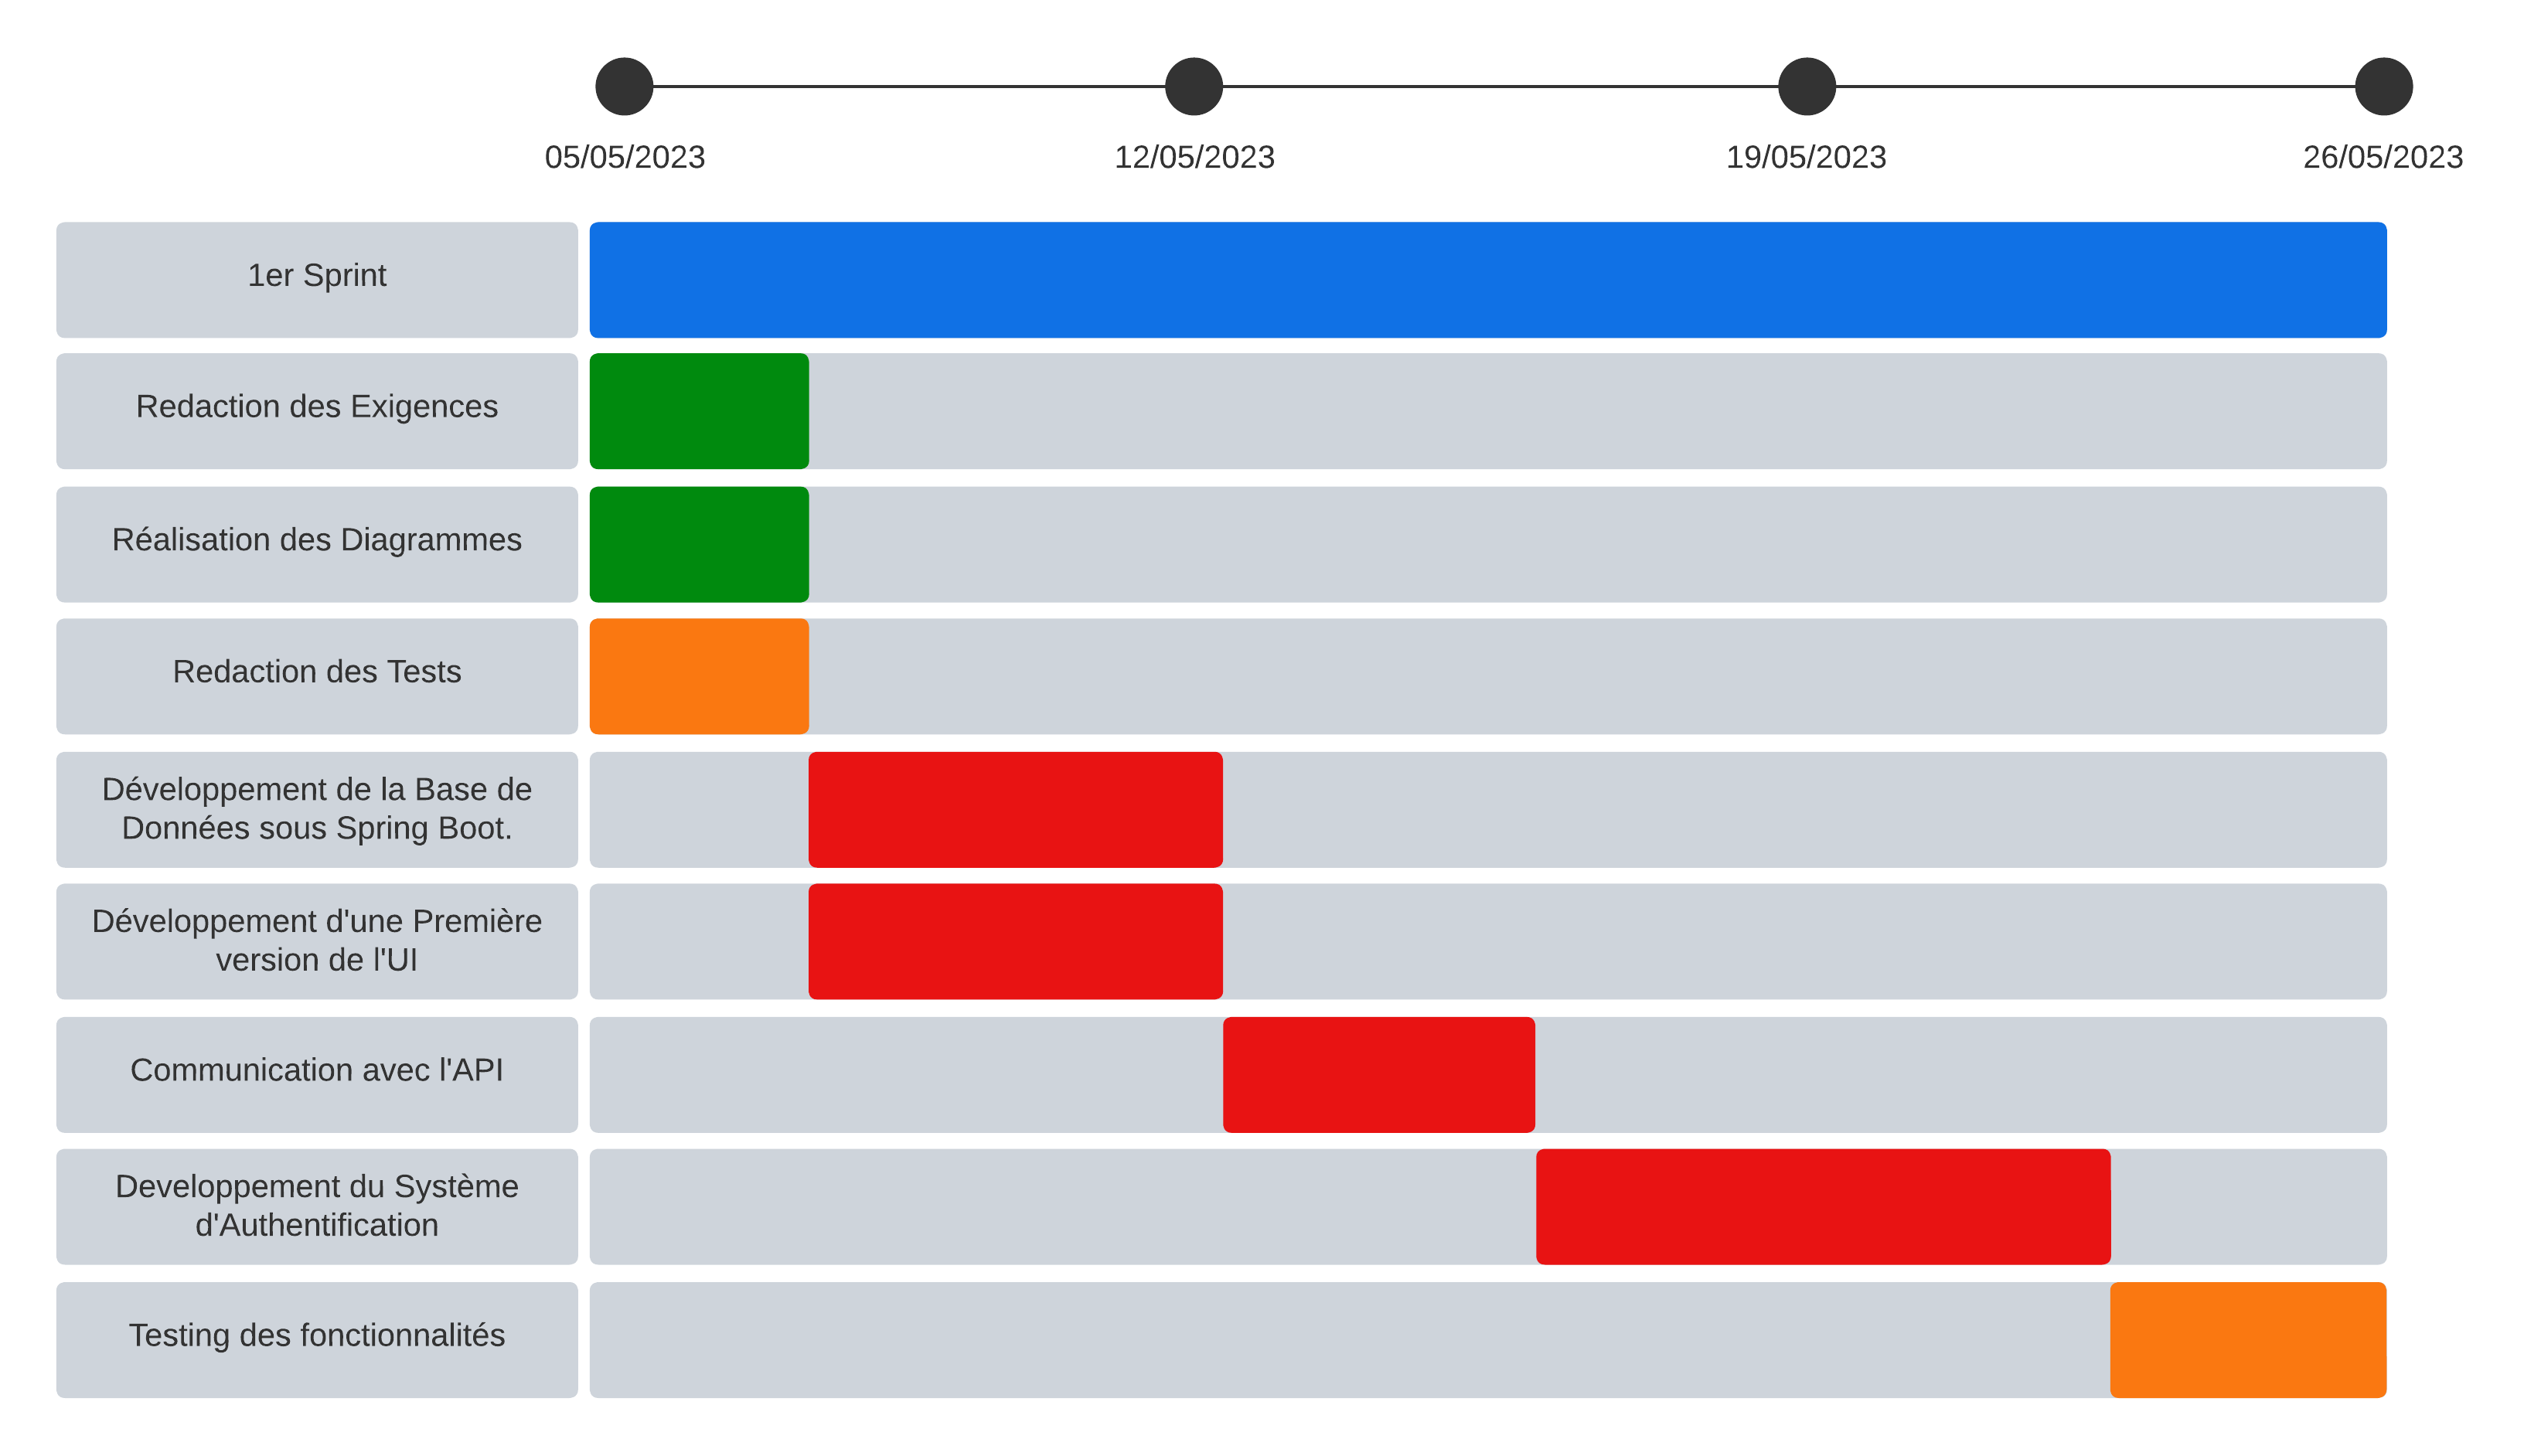 05/05/2023
12/05/2023
19/05/2023
26/05/2023
1er Sprint
Redaction des Exigences
Réalisation des Diagrammes
Redaction des Tests
Développement de la Base de
Données sous Spring Boot.
Développement d'une Première
version de l'UI
Communication avec l'API
Developpement du Système
d'Authentification
Testing des fonctionnalités